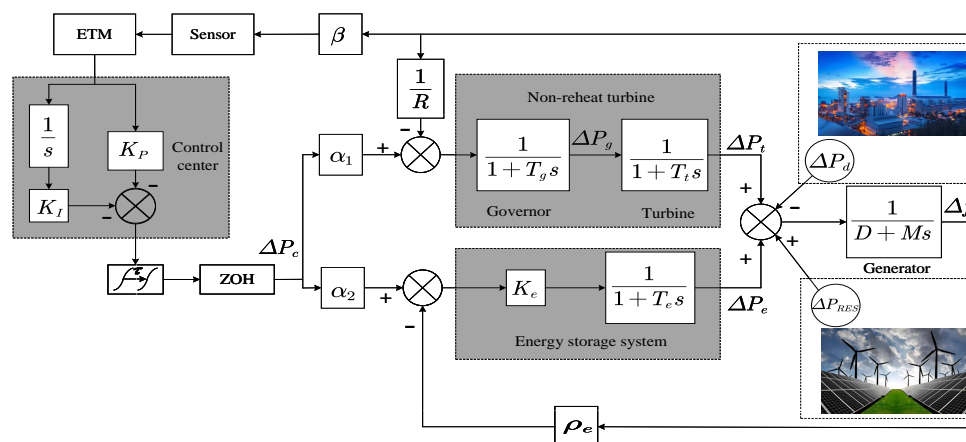 ETM
Sensor
β
1
R
1
s
K_P
K_I
Control
center
−
−
τ
ZOH
ΔP_c
α_1
α_2
+
−
+
−
Non-reheat turbine
1
1 + T_g s
ΔP_g
1
1 + T_t s
Governor
Turbine
ΔP_t
K_e
1
1 + T_e s
ΔP_e
Energy storage system
+
−
+
+
ΔP_d
1
D + Ms
Generator
ΔP_RES
ρ_e